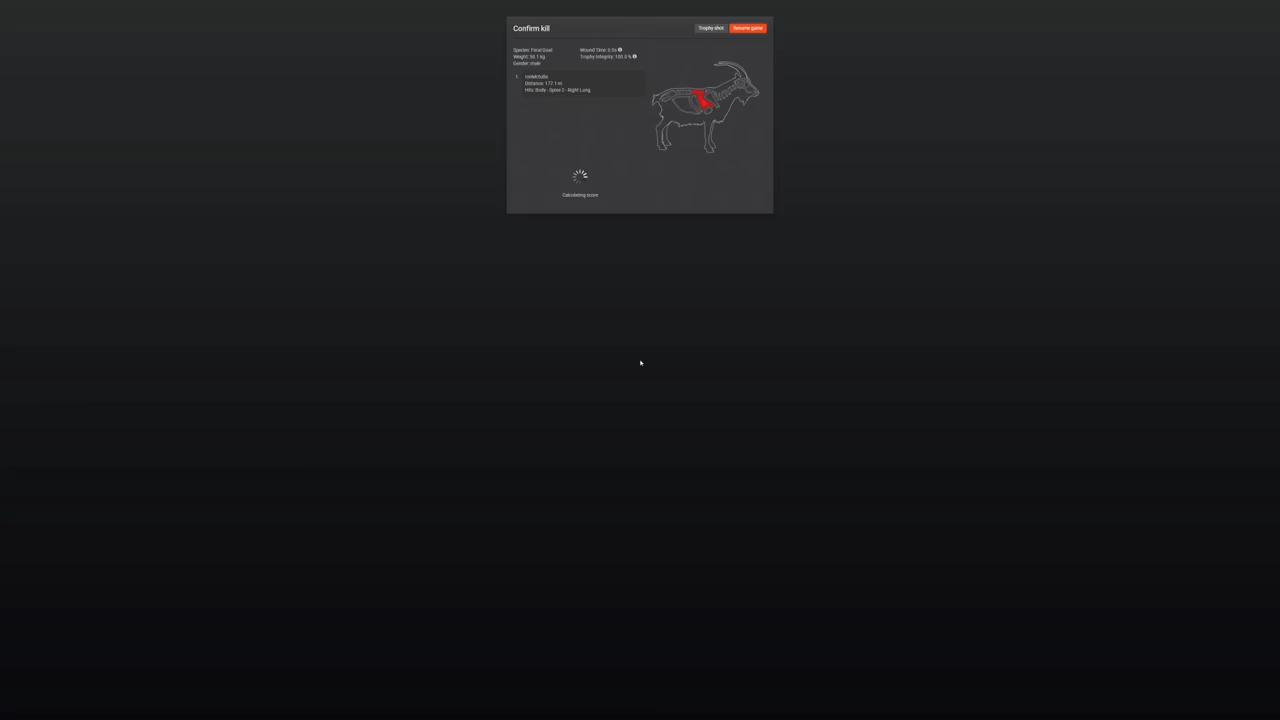 Confirm kill
Trophy shot
Resume game
Species: Feral Goat
Wound Time: 0.0s
Weight: 50.1 kg
Trophy Integrity: 100.0 %
Gender: male
1.
Distance: 177.1 m
Hits: Body - Spine 2 - Right Lung,
Calculating score